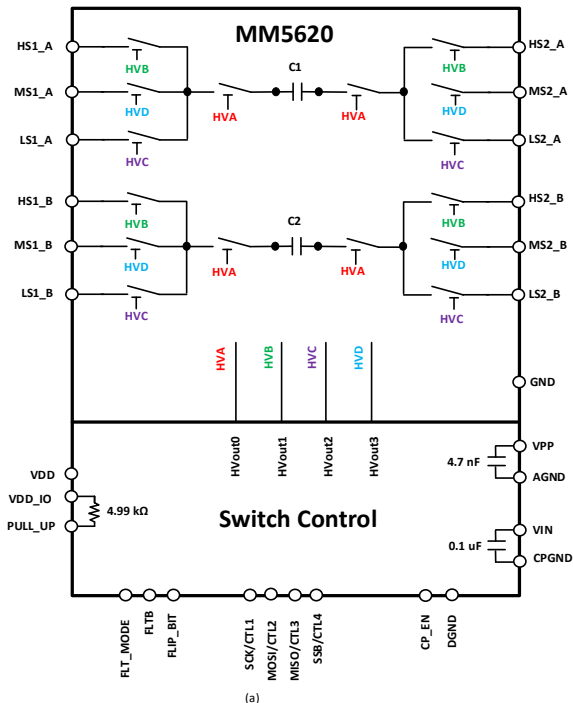 MM5620
HS1_A
HVB
C1
HVB
HS2_A
MS1_A
HVD
HVA
HVA
HVD
MS2_A
LS1_A
HVC
HVC
LS2_A
HS1_B
HVB
C2
HVB
HS2_B
MS1_B
HVD
HVA
HVA
HVD
MS2_B
LS1_B
HVC
HVC
LS2_B
HVA
HVB
HVC
HVD
GND
HVout0
HVout1
HVout2
HVout3
VPP
4.7 nF
AGND
VDD
VDD_IO
4.99 kΩ
PULL_UP
Switch Control
VIN
0.1 uF
CPGND
FLT_MODE
FLTB
FLIP_BIT
SCK/CTL1
MOSI/CTL2
MISO/CTL3
SSB/CTL4
CP_EN
DGND
(a)